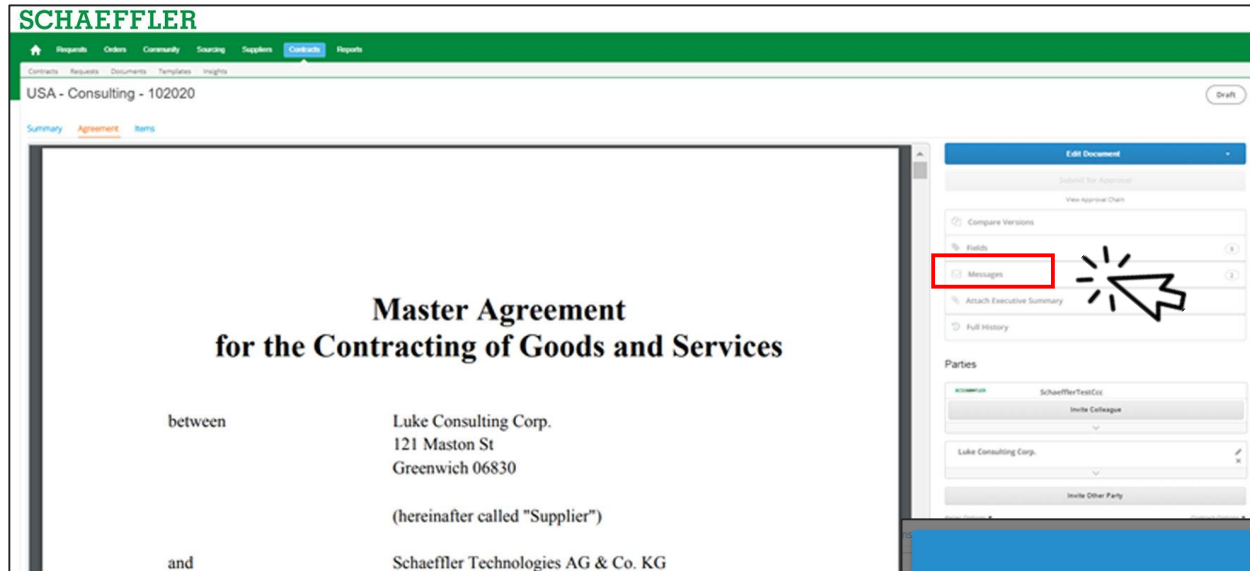 SCHAEFFLER
Requests Orders Community Sourcing Suppliers Contracts Reports
Contracts Requests Documents Templates Insights
USA - Consulting - 102020
Draft
Summary Agreement Items
Master Agreement
for the Contracting of Goods and Services
between Luke Consulting Corp.
121 Maston St
Greenwich 06830
(hereinafter called "Supplier")
and Schaeffler Technologies AG & Co. KG
Edit Document
Submit for Approval
View Approval Chain
Compare Versions
Fields
Messages 2
Attach Executive Summary
Full History
Parties
SCHAEFFLER SchaefflerTestCcc
Invite Colleague
Luke Consulting Corp.
Invite Other Party